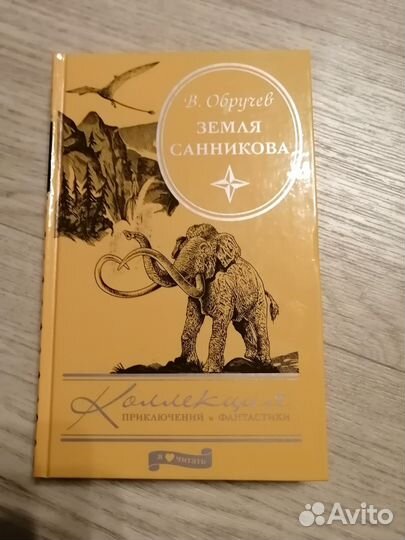 В. Обручев
ЗЕМЛЯ
САННИКОВА
Коллекция
ПРИКЛЮЧЕНИЙ и ФАНТАСТИКИ
я читать
Avito